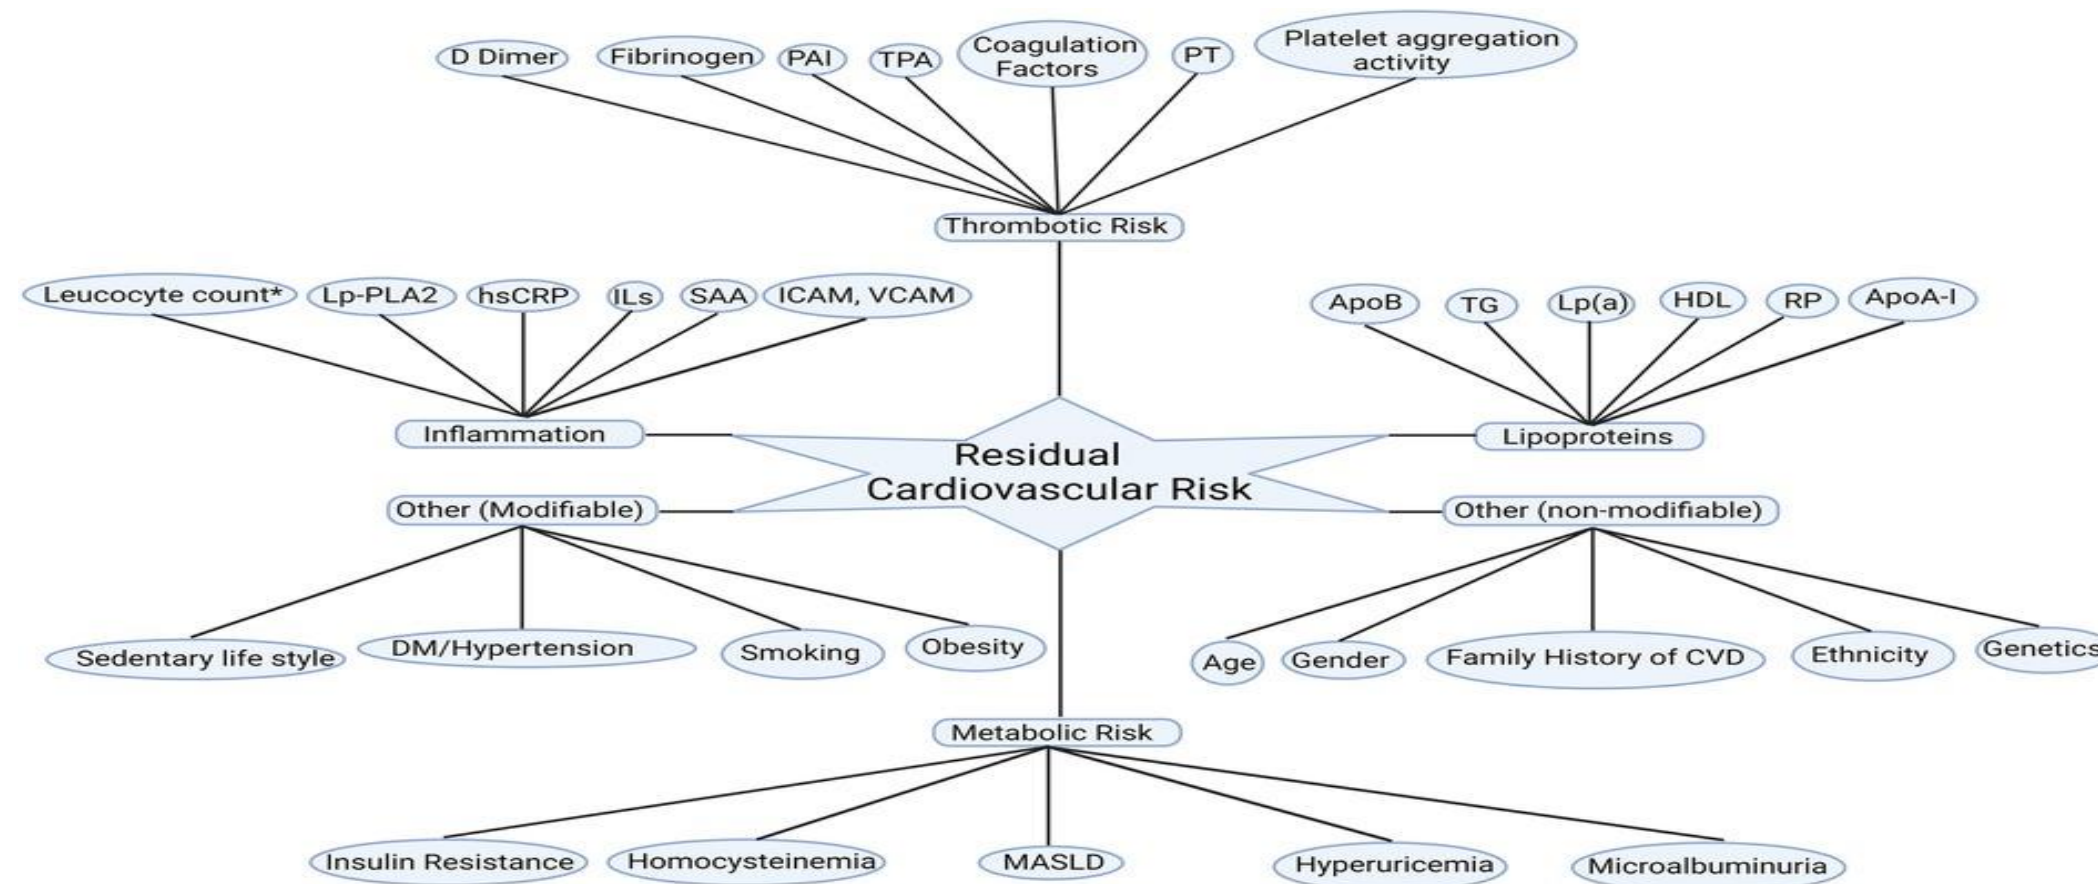 D Dimer
Fibrinogen
PAI
TPA
Coagulation
Factors
PT
Platelet aggregation
activity
Thrombotic Risk
Leucocyte count*
Lp-PLA2
hsCRP
ILs
SAA
ICAM, VCAM
ApoB
TG
Lp(a)
HDL
RP
ApoA-I
Inflammation
Lipoproteins
Residual
Cardiovascular Risk
Other (Modifiable)
Other (non-modifiable)
Sedentary life style
DM/Hypertension
Smoking
Obesity
Age
Gender
Family History of CVD
Ethnicity
Genetics
Metabolic Risk
Insulin Resistance
Homocysteinemia
MASLD
Hyperuricemia
Microalbuminuria